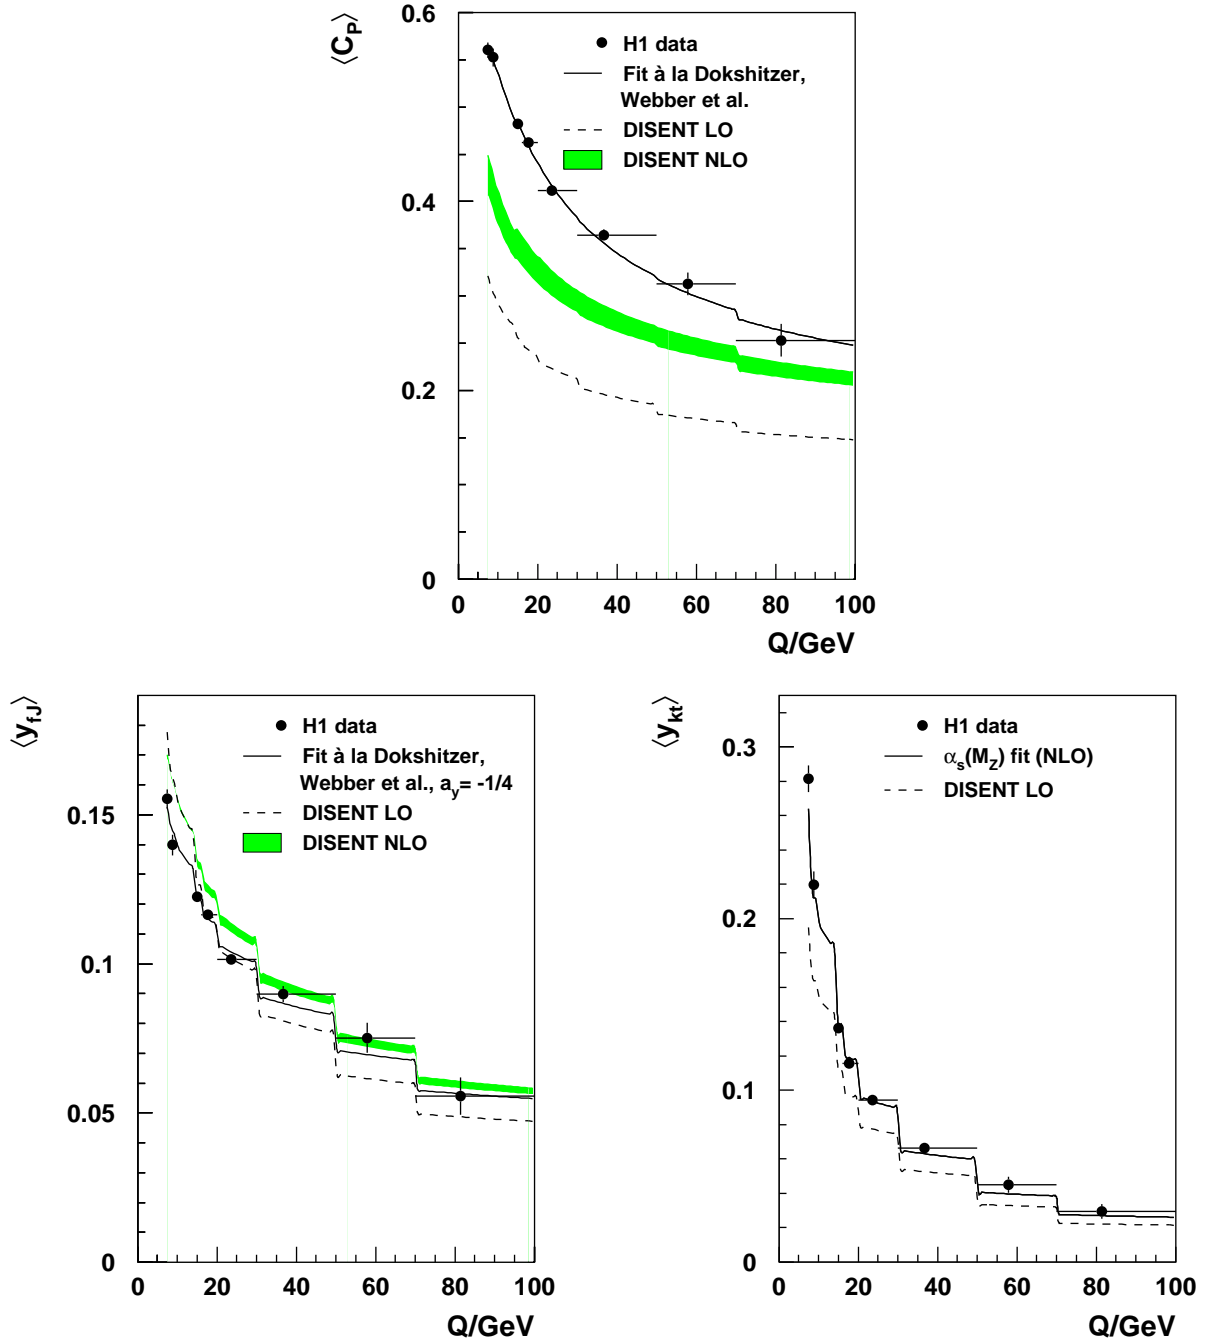 ⟨C_P⟩
0.6
0.4
0.2
0
H1 data
Fit à la Dokshitzer,
Webber et al.
DISENT LO
DISENT NLO
0 20 40 60 80 100
Q/GeV
⟨y_fJ⟩
0.15
0.1
0.05
0
H1 data
Fit à la Dokshitzer,
Webber et al., a_y= -1/4
DISENT LO
DISENT NLO
0 20 40 60 80 100
Q/GeV
⟨y_kt⟩
0.3
0.2
0.1
0
H1 data
α_s(M_Z) fit (NLO)
DISENT LO
0 20 40 60 80 100
Q/GeV